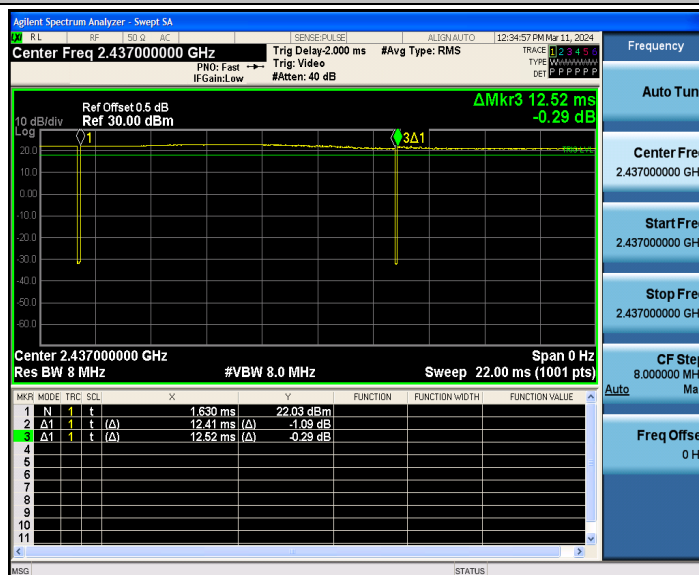 Agilent Spectrum Analyzer - Swept SA
LXI RL RF 50 Ω AC SENSE:PULSE ALIGN AUTO 12:34:57 PM Mar 11, 2024
Center Freq 2.437000000 GHz
PNO: Fast
IFGain:Low
Trig Delay-2.000 ms
Trig: Video
#Atten: 40 dB
#Avg Type: RMS
TRACE 1 2 3 4 5 6
TYPE
DET P P P P P P
ΔMkr3 12.52 ms
-0.29 dB
Ref Offset 0.5 dB
10 dB/div Ref 30.00 dBm
Log
1
3Δ1
TRIG LVL
20.0
10.0
0.00
-10.0
-20.0
-30.0
-40.0
-50.0
-60.0
Center 2.437000000 GHz Span 0 Hz
Res BW 8 MHz #VBW 8.0 MHz Sweep 22.00 ms (1001 pts)
MKR MODE TRC SCL X Y FUNCTION FUNCTION WIDTH FUNCTION VALUE
1 N 1 t 1.630 ms 22.03 dBm
2 Δ1 1 t (Δ) 12.41 ms (Δ) -1.09 dB
3 Δ1 1 t (Δ) 12.52 ms (Δ) -0.29 dB
4
5
6
7
8
9
10
11
MSG STATUS
Frequency
Auto Tun
Center Fre
2.437000000 GH
Start Fre
2.437000000 GH
Stop Fre
2.437000000 GH
CF Step
8.000000 MH
Auto Ma
Freq Offse
0 H